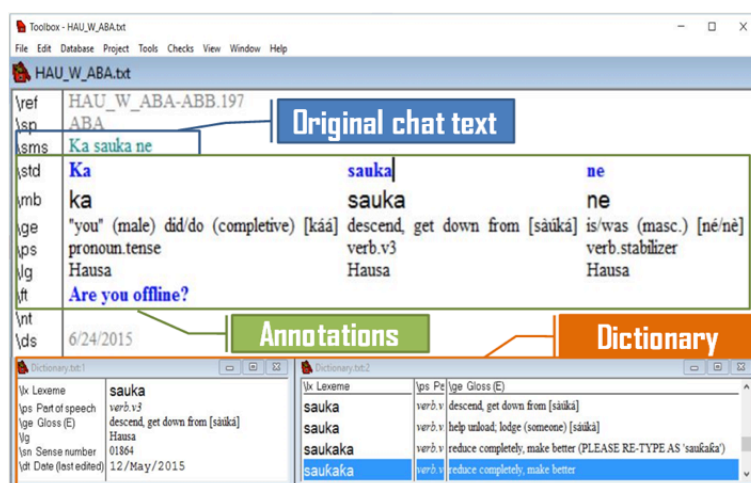 Toolbox - HAU_W_ABA.txt
File Edit Database Project Tools Checks View Window Help
HAU_W_ABA.txt
\ref HAU_W_ABA-ABB.197
\sp ABA
Original chat text
\sms Ka sauka ne
\std Ka sauka ne
\mb ka sauka ne
\ge "you" (male) did/do (completive) [káá] descend, get down from [sàùká] is/was (masc.) [né/nè]
\ps pronoun.tense verb.v3 verb.stabilizer
\lg Hausa Hausa Hausa
\ft Are you offline?
\nt
Annotations Dictionary
\ds 6/24/2015
Dictionary.txt:1
\lx Lexeme sauka
\ps Part of speech verb.v3
\ge Gloss (E) descend, get down from [sàùká]
\lg Hausa
\sn Sense number 01864
\dt Date (last edited) 12/May/2015
Dictionary.txt:2
\lx Lexeme \ps Pe \ge Gloss (E)
sauka verb.v descend, get down from [sàùká]
sauka verb.v help unload; lodge (someone) [sáùkà]
saukaka verb.v reduce completely, make better (PLEASE RE-TYPE AS 'sauƙaƙa')
sauƙaƙa verb.v reduce completely, make better